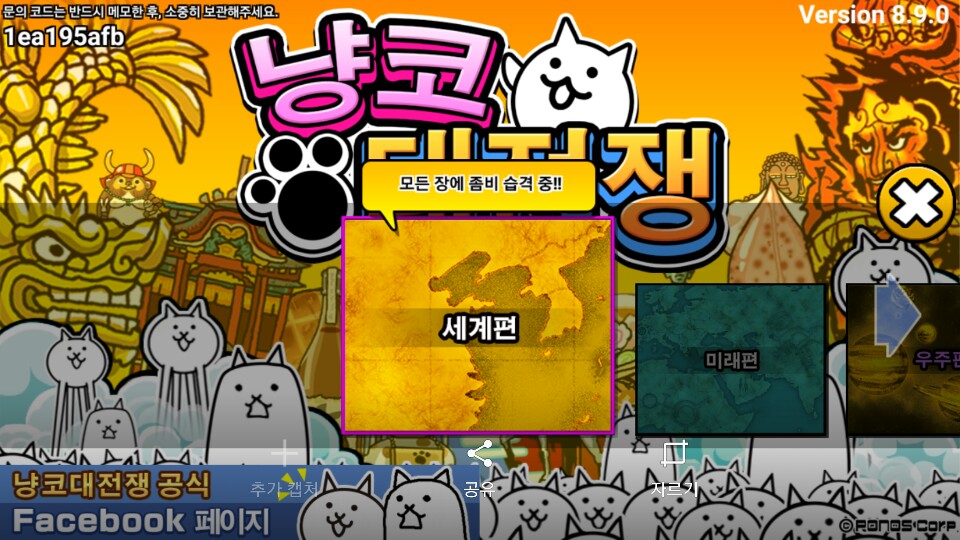 문의 코드는 반드시 메모한 후, 소중히 보관해주세요.
1ea195afb
Version 8.9.0
냥코
대전쟁
모든 장에 좀비 습격 중!!
세계편
미래편
우주편
추가 캡처
공유
자르기
냥코대전쟁 공식
Facebook 페이지
© PONOS Corp.